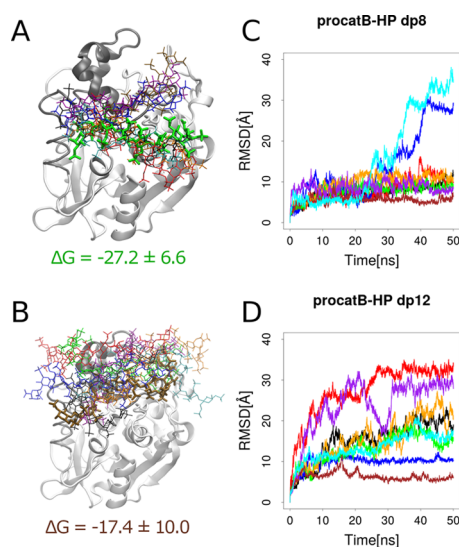 A
ΔG = -27.2 ± 6.6
B
ΔG = -17.4 ± 10.0
C
procatB-HP dp8
RMSD[Å]
40
30
20
10
0
0 10 20 30 40 50
Time[ns]
D
procatB-HP dp12
RMSD[Å]
40
30
20
10
0
0 10 20 30 40 50
Time[ns]